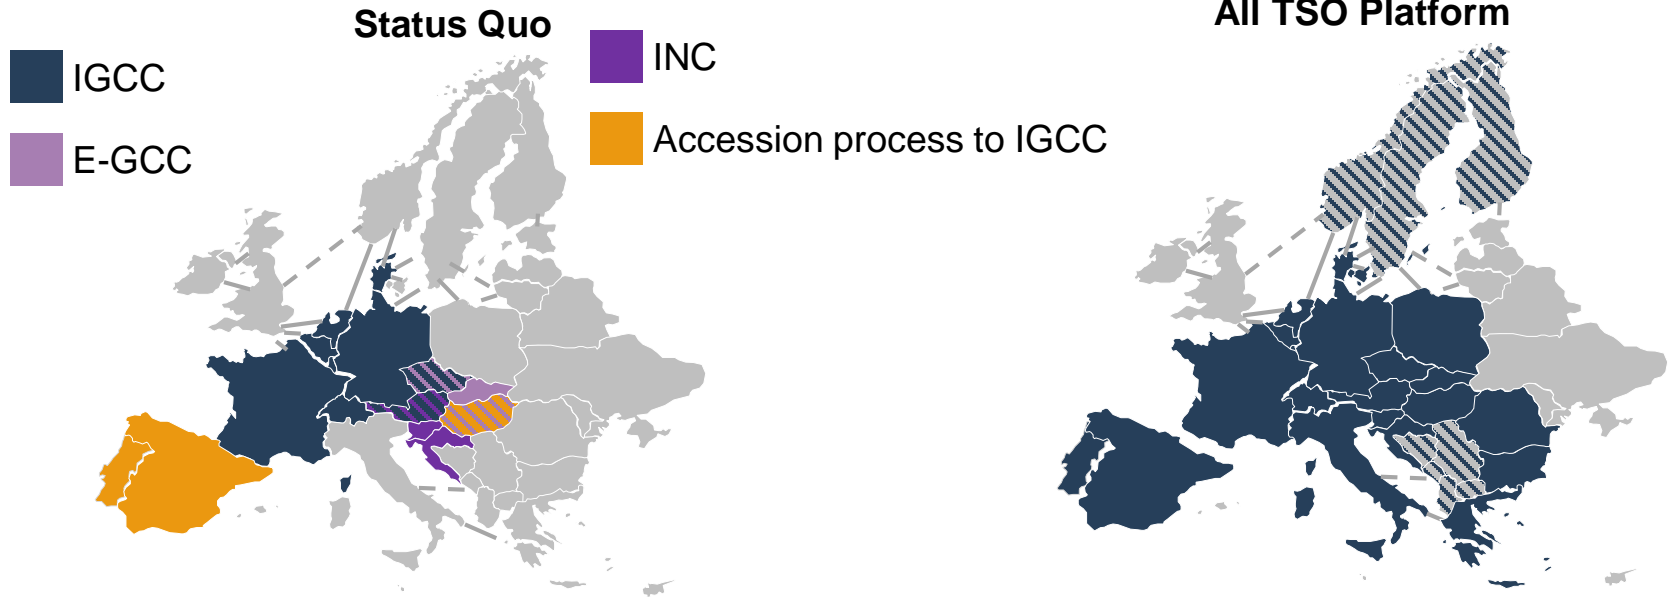 Status Quo
IGCC
E-GCC
INC
Accession process to IGCC
All TSO Platform